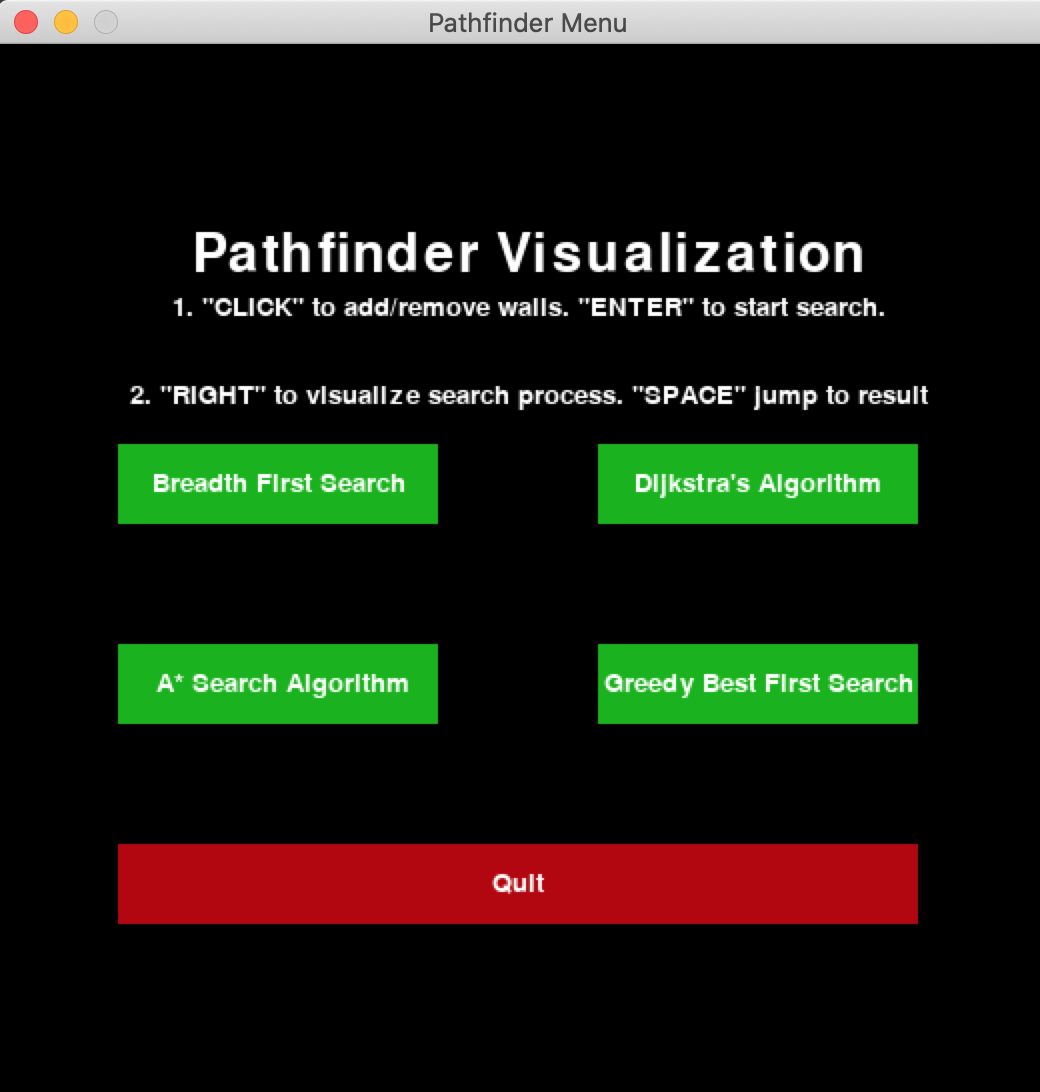 Pathfinder Menu
Pathfinder Visualization
1. "CLICK" to add/remove walls. "ENTER" to start search.
2. "RIGHT" to visualize search process. "SPACE" jump to result
Breadth First Search
Dijkstra's Algorithm
A* Search Algorithm
Greedy Best First Search
Quit